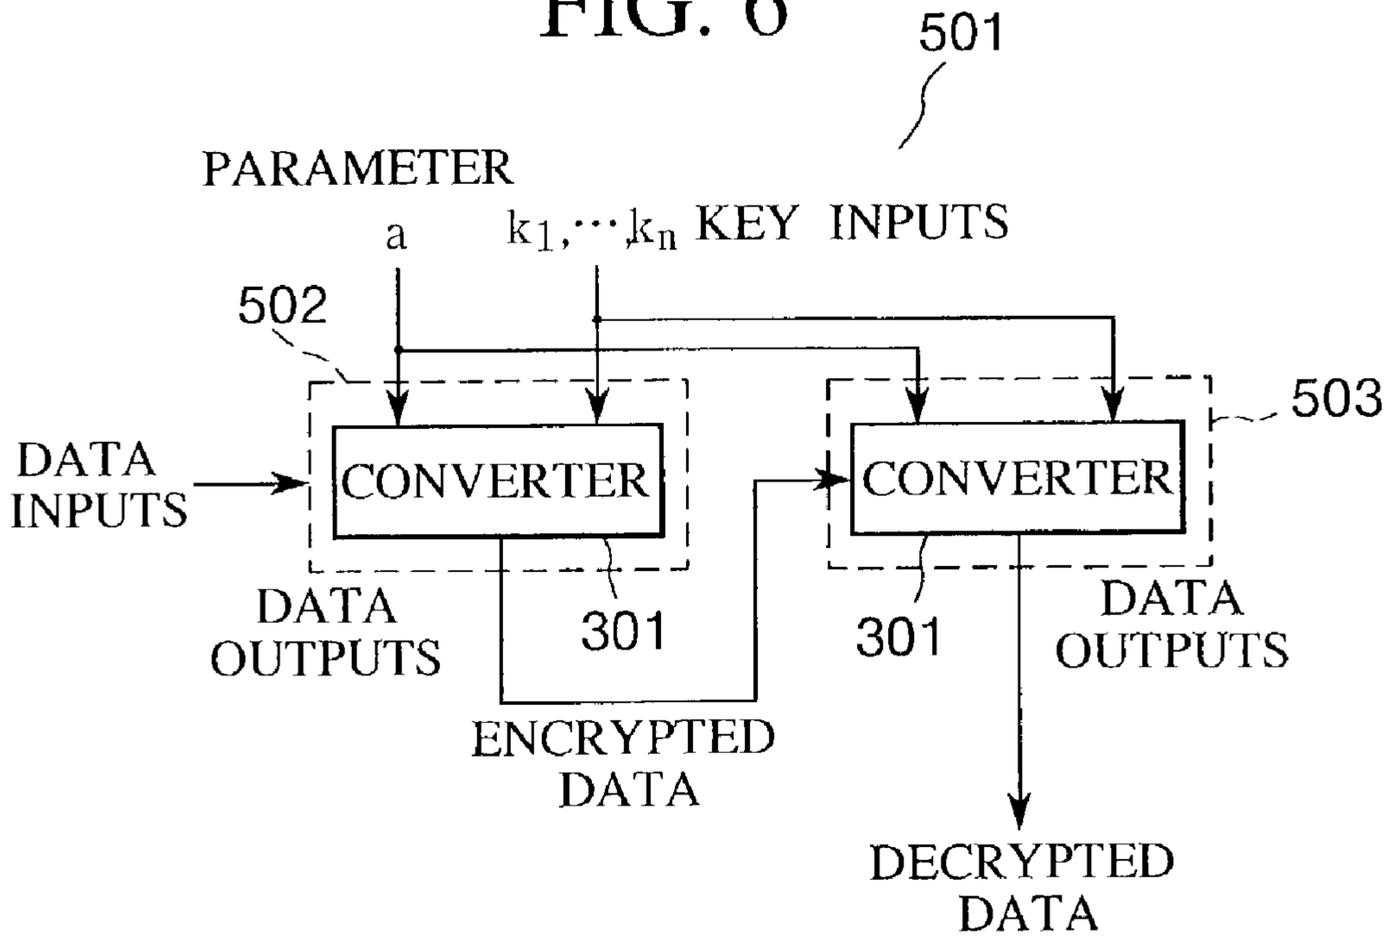 FIG. 6
501
PARAMETER
a
k1,…,kn KEY INPUTS
502
503
DATA
INPUTS
CONVERTER
CONVERTER
DATA
OUTPUTS
301
301
DATA
OUTPUTS
ENCRYPTED
DATA
DECRYPTED
DATA